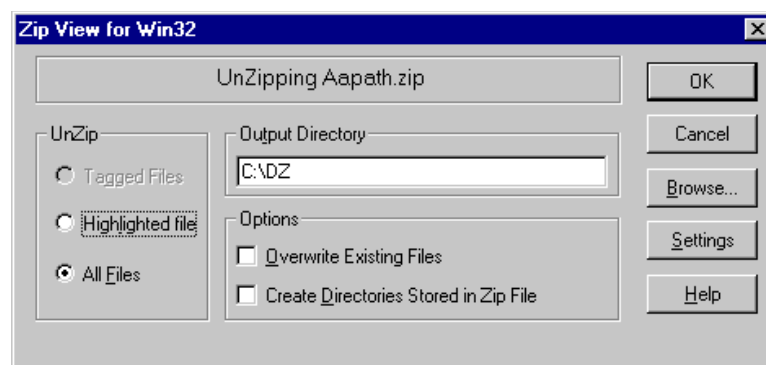 Zip View for Win32
UnZipping Aapath.zip
OK
UnZip
Output Directory
Cancel
Tagged Files
C:\DZ
Browse...
Highlighted file
Options
Settings
Overwrite Existing Files
All Files
Create Directories Stored in Zip File
Help